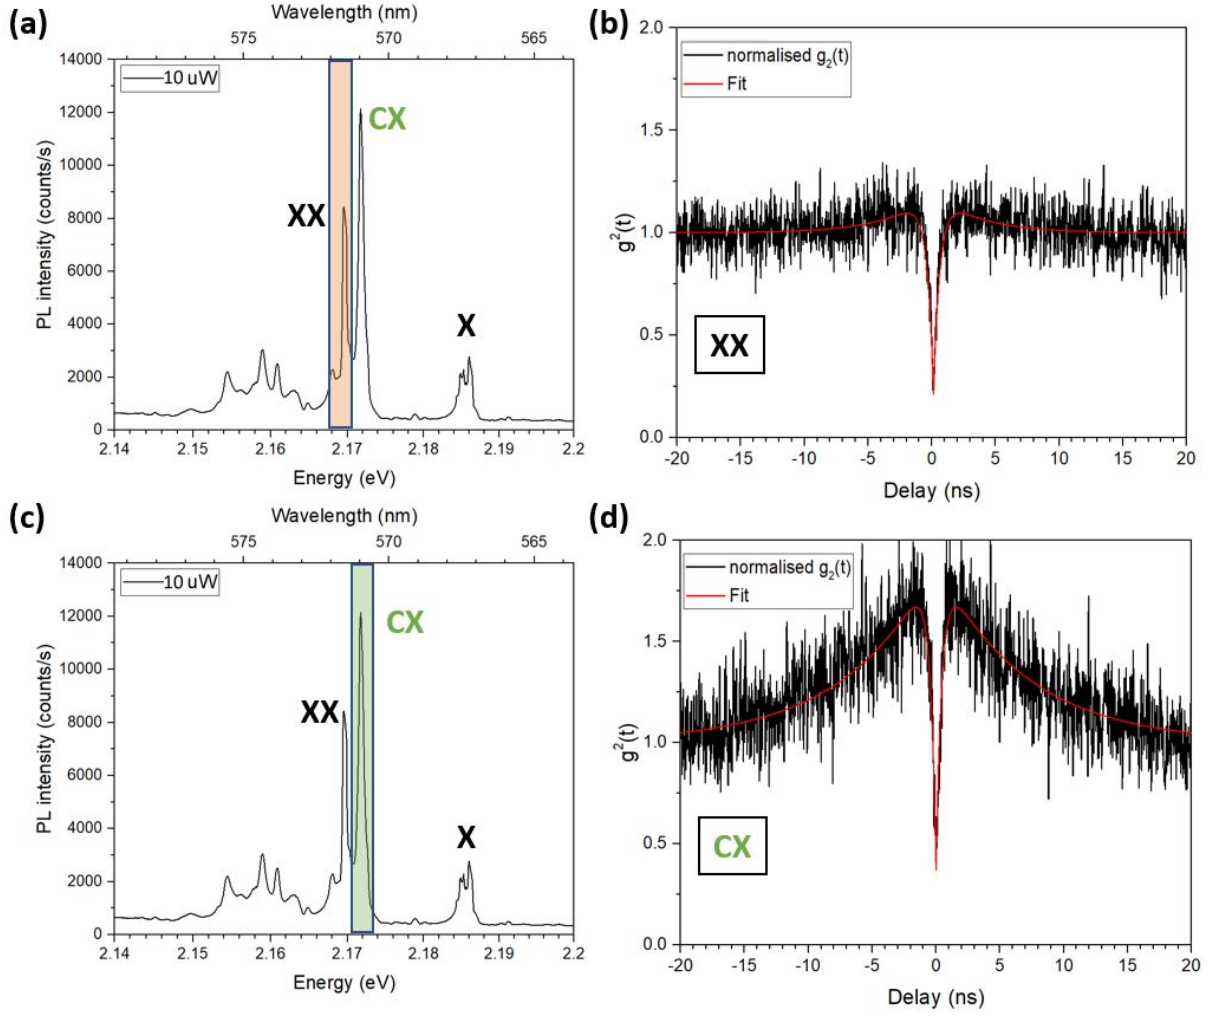 (a)
Wavelength (nm)
575 570 565
14000
12000
10000
8000
6000
4000
2000
0
PL intensity (counts/s)
10 uW
CX
XX
X
2.14 2.15 2.16 2.17 2.18 2.19 2.2
Energy (eV)
(b)
2.0
1.5
1.0
0.5
0.0
g²(t)
normalised g₂(t)
Fit
XX
-20 -15 -10 -5 0 5 10 15 20
Delay (ns)
(c)
Wavelength (nm)
575 570 565
14000
12000
10000
8000
6000
4000
2000
0
PL intensity (counts/s)
10 uW
CX
XX
X
2.14 2.15 2.16 2.17 2.18 2.19 2.2
Energy (eV)
(d)
2.0
1.5
1.0
0.5
0.0
g²(t)
normalised g₂(t)
Fit
CX
-20 -15 -10 -5 0 5 10 15 20
Delay (ns)